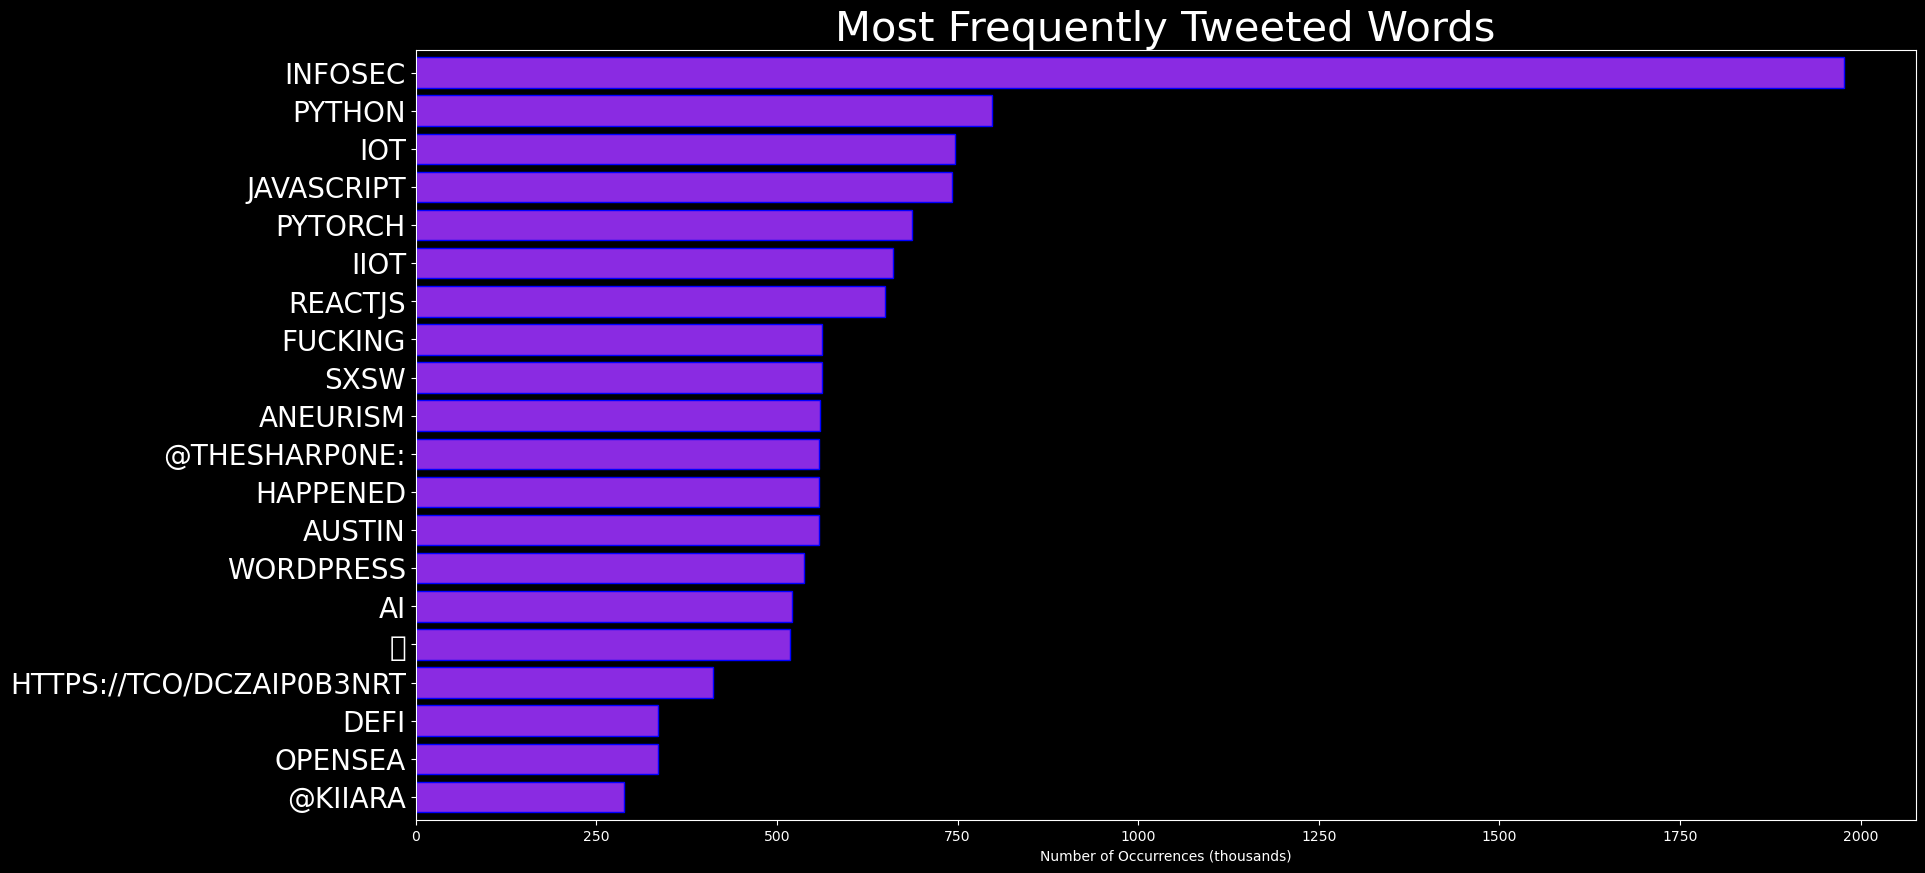 Most Frequently Tweeted Words
INFOSEC
PYTHON
IOT
JAVASCRIPT
PYTORCH
IIOT
REACTJS
FUCKING
SXSW
ANEURISM
@THESHARP0NE:
HAPPENED
AUSTIN
WORDPRESS
AI
HTTPS://TCO/DCZAIP0B3NRT
DEFI
OPENSEA
@KIIARA
0 250 500 750 1000 1250 1500 1750 2000
Number of Occurrences (thousands)